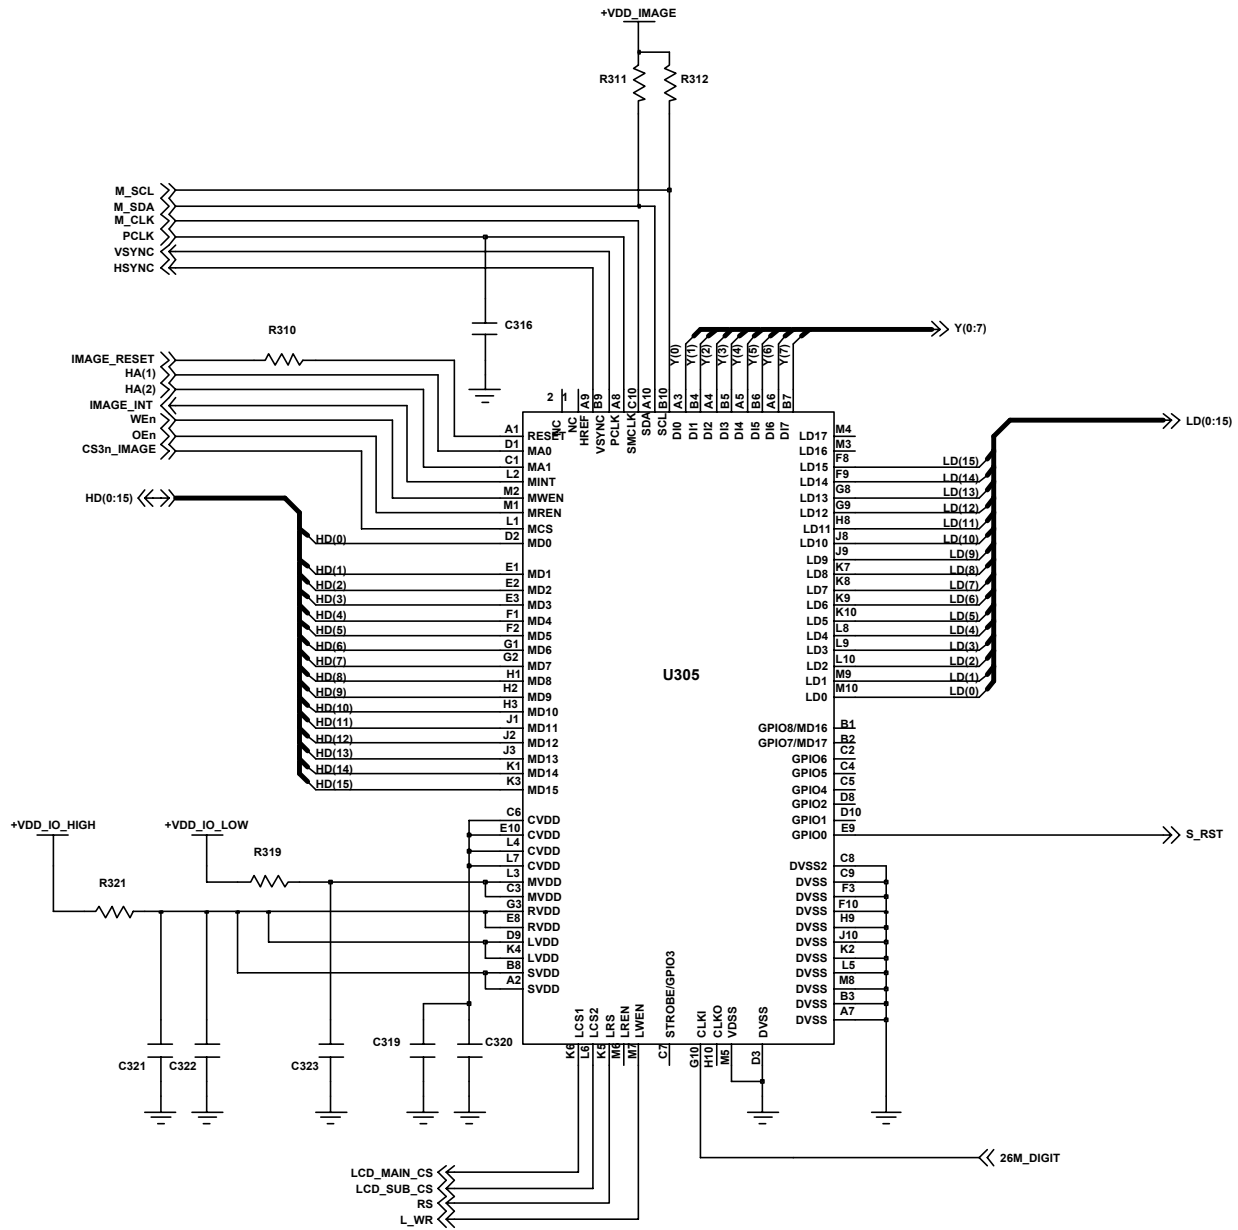 +VDD_IMAGE
R311
R312
M_SCL
M_SDA
M_CLK
PCLK
VSYNC
HSYNC
C316
R310
Y(0:7)
IMAGE_RESET
HA(1)
HA(2)
IMAGE_INT
WEn
OEn
CS3n_IMAGE
HD(0:15)
LD(0:15)
Y(0)
Y(1)
Y(2)
Y(3)
Y(4)
Y(5)
Y(6)
Y(7)
2
1
A9
B9
A8
C10
A10
B10
A3
B4
A4
B5
A5
B6
A6
B7
NC
NC
HREF
VSYNC
PCLK
SMCLK
SDA
SCL
DI0
DI1
DI2
DI3
DI4
DI5
DI6
DI7
A1 RESET
D1 MA0
C1 MA1
L2 MINT
M2 MWEN
M1 MREN
L1 MCS
HD(0) D2 MD0
HD(1) E1 MD1
HD(2) E2 MD2
HD(3) E3 MD3
HD(4) F1 MD4
HD(5) F2 MD5
HD(6) G1 MD6
HD(7) G2 MD7
HD(8) H1 MD8
HD(9) H2 MD9
HD(10) H3 MD10
HD(11) J1 MD11
HD(12) J2 MD12
HD(13) J3 MD13
HD(14) K1 MD14
HD(15) K3 MD15
C6 CVDD
E10 CVDD
L4 CVDD
L7 CVDD
L3 MVDD
C3 MVDD
G3 RVDD
E8 RVDD
D9 LVDD
K4 LVDD
B8 SVDD
A2 SVDD
U305
LD17 M4
LD16 M3
LD15 F8 LD(15)
LD14 F9 LD(14)
LD13 G8 LD(13)
LD12 G9 LD(12)
LD11 H8 LD(11)
LD10 J8 LD(10)
LD9 J9 LD(9)
LD8 K7 LD(8)
LD7 K8 LD(7)
LD6 K9 LD(6)
LD5 K10 LD(5)
LD4 L8 LD(4)
LD3 L9 LD(3)
LD2 L10 LD(2)
LD1 M9 LD(1)
LD0 M10 LD(0)
GPIO8/MD16 B1
GPIO7/MD17 B2
GPIO6 C2
GPIO5 C4
GPIO4 C5
GPIO2 D8
GPIO1 D10
GPIO0 E9
S_RST
DVSS2 C8
DVSS C9
DVSS F3
DVSS F10
DVSS H9
DVSS J10
DVSS K2
DVSS L5
DVSS M8
DVSS B3
DVSS A7
+VDD_IO_HIGH
+VDD_IO_LOW
R319
R321
C321
C322
C323
C319
C320
LCS1
LCS2
LRS
LREN
LWEN
STROBE/GPIO3
CLKI
CLKO
VDSS
DVSS
K6
L6
K5
M6
M7
C7
G10
H10
M5
D3
26M_DIGIT
LCD_MAIN_CS
LCD_SUB_CS
RS
L_WR